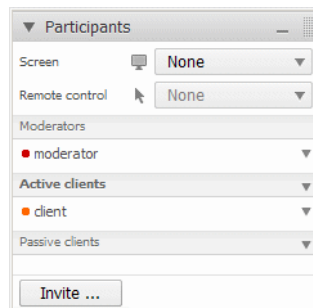 Participants
Screen None
Remote control None
Moderators
moderator
Active clients
client
Passive clients
Invite ...